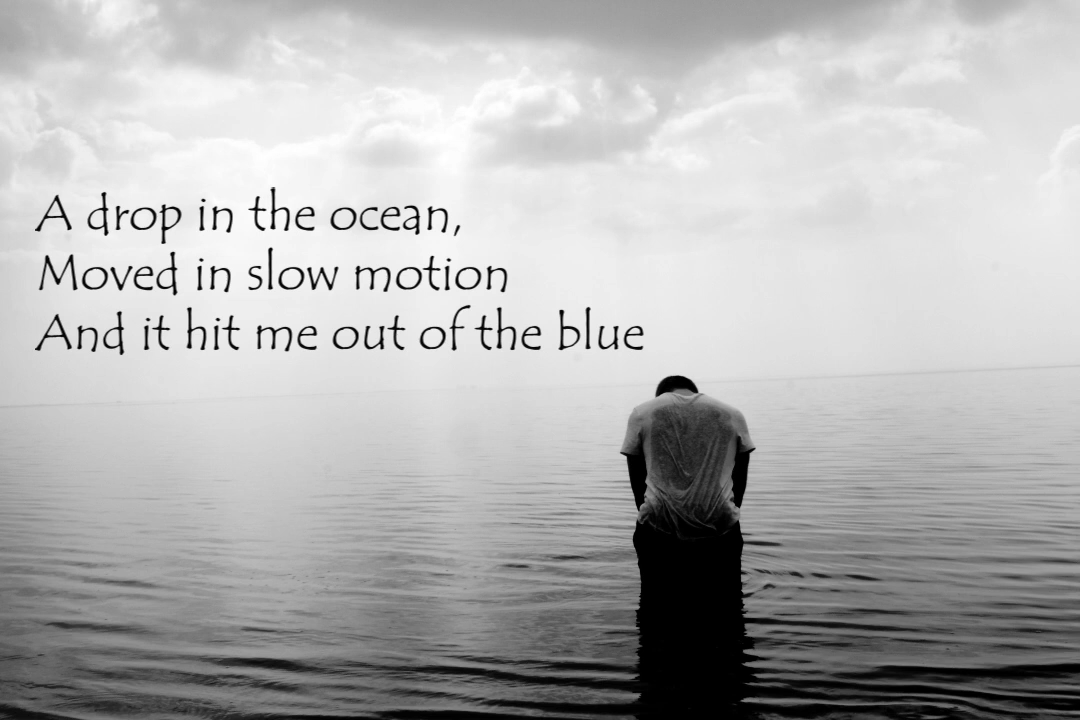 A drop in the ocean,
Moved in slow motion
And it hit me out of the blue